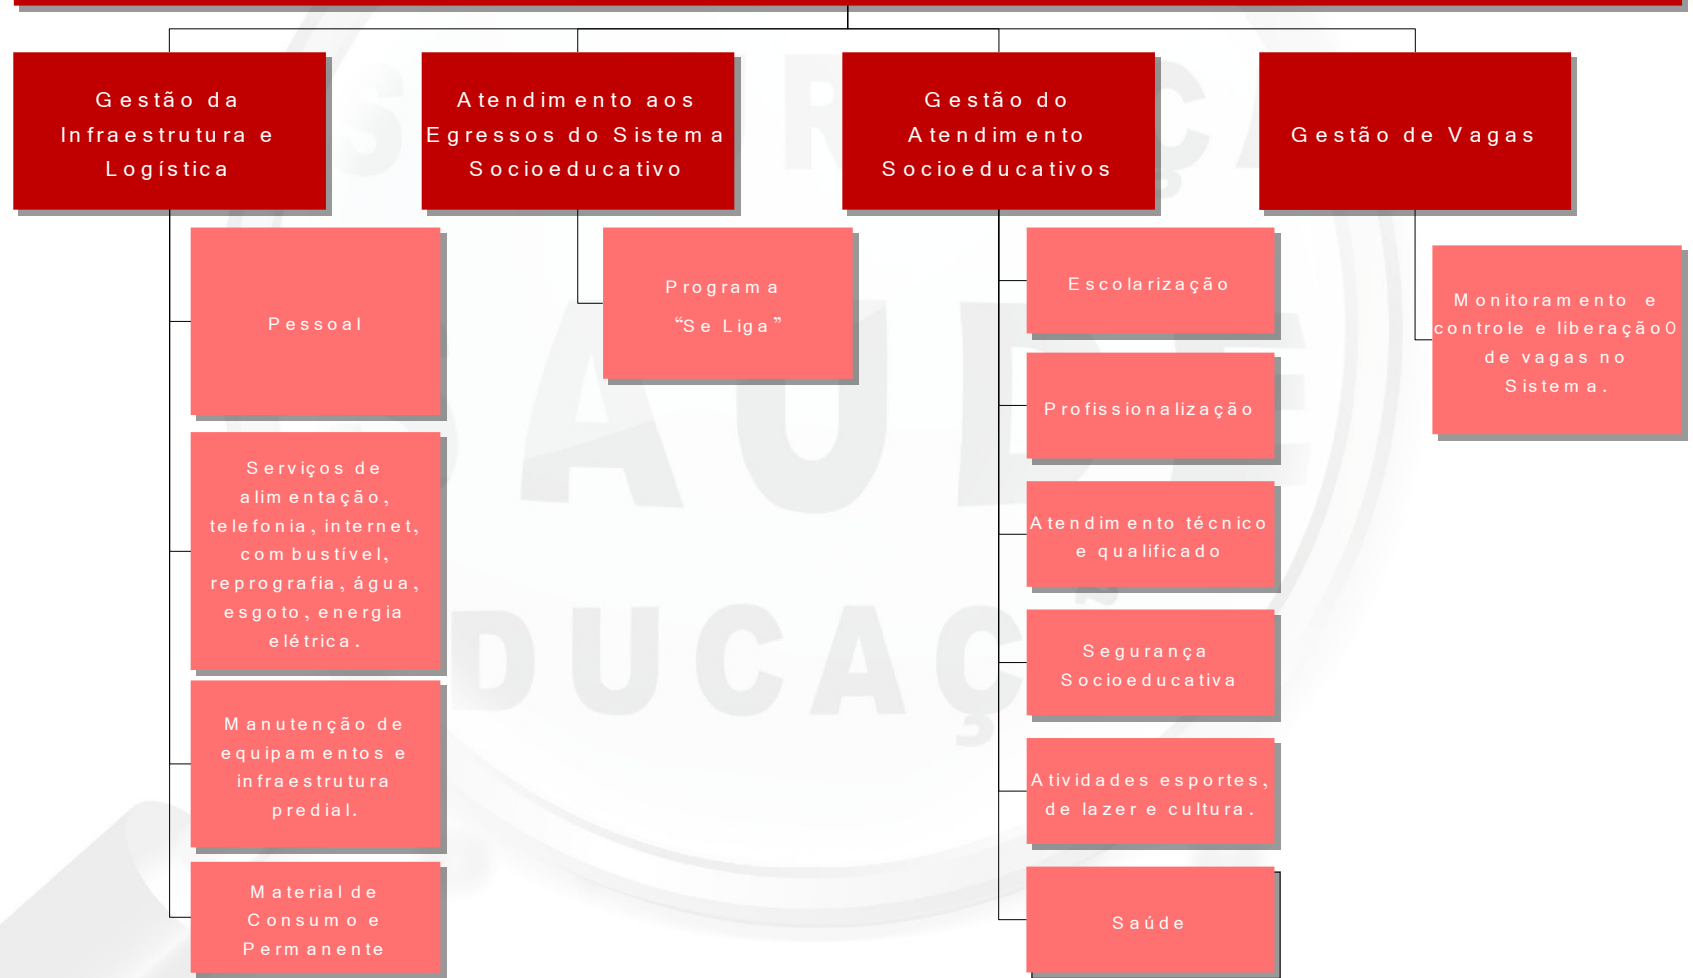 Gestão da
Infraestrutura e
Logística
Atendimento aos
Egressos do Sistema
Socioeducativo
Gestão do
Atendimento
Socioeducativos
Gestão de Vagas
Pessoal
Serviços de
alimentação,
telefonia, internet,
combustível,
reprografia, água,
esgoto, energia
elétrica.
Manutenção de
equipamentos e
infraestrutura
predial.
Material de
Consumo e
Permanente
Programa
“Se Liga”
Escolarização
Profissionalização
Atendimento técnico
e qualificado
Segurança
Socioeducativa
Atividades esportes,
de lazer e cultura.
Saúde
Monitoramento e
controle e liberação0
de vagas no
Sistema.
SAÚDE